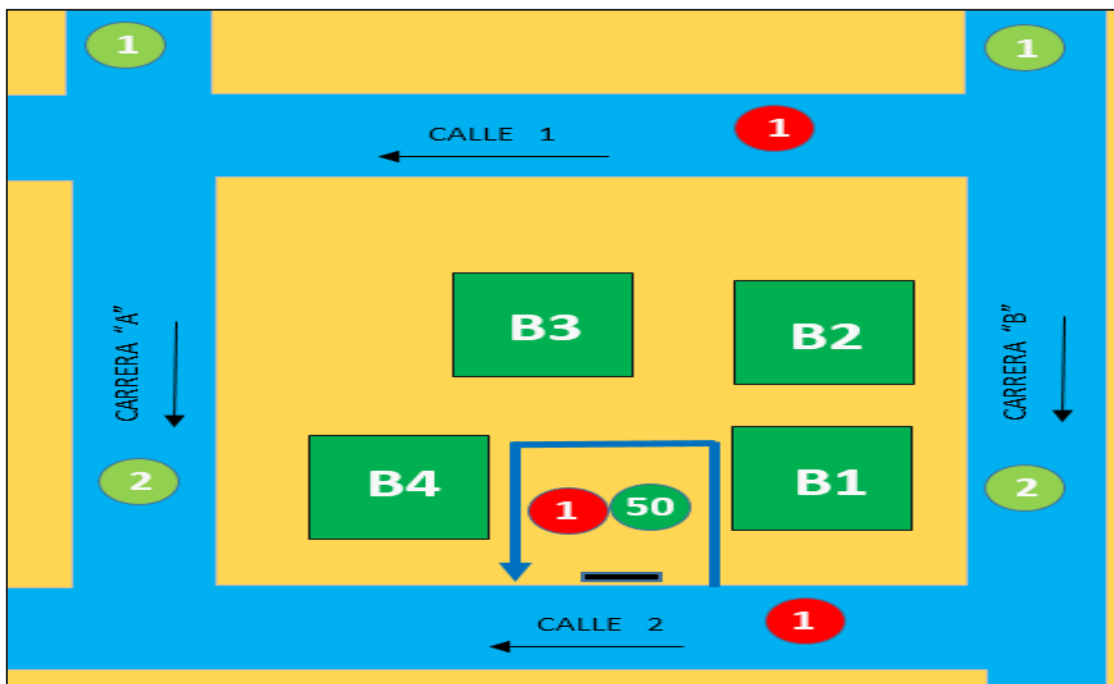 1
1
CALLE 1
1
B3
B2
CARRERA "A"
CARRERA "B"
B4
B1
2
1
50
2
CALLE 2
1